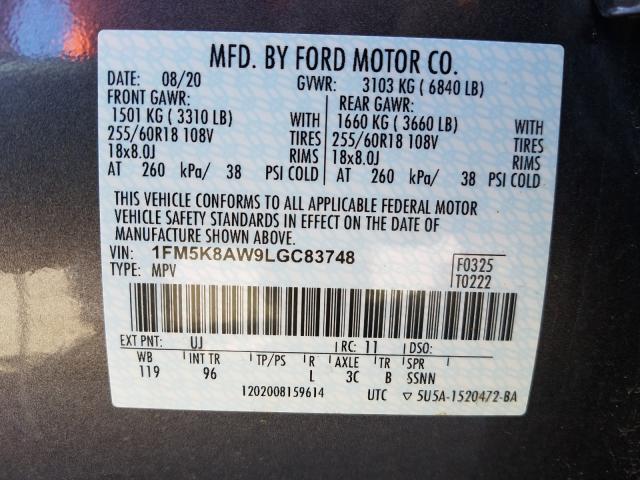 MFD. BY FORD MOTOR CO.
DATE: 08/20 GVWR: 3103 KG ( 6840 LB)
FRONT GAWR: REAR GAWR:
1501 KG ( 3310 LB) WITH 1660 KG ( 3660 LB) WITH
255/60R18 108V TIRES 255/60R18 108V TIRES
18x8.0J RIMS 18x8.0J RIMS
AT 260 kPa/ 38 PSI COLD AT 260 kPa/ 38 PSI COLD
THIS VEHICLE CONFORMS TO ALL APPLICABLE FEDERAL MOTOR
VEHICLE SAFETY STANDARDS IN EFFECT ON THE DATE OF
MANUFACTURE SHOWN ABOVE.
VIN: 1FM5K8AW9LGC83748 F0325
TYPE: MPV T0222
EXT PNT: UJ RC: 11 DSO:
WB INT TR TP/PS R AXLE TR SPR
119 96 L 3C B SSNN
1202008159614 UTC ▽ 5U5A-1520472-BA